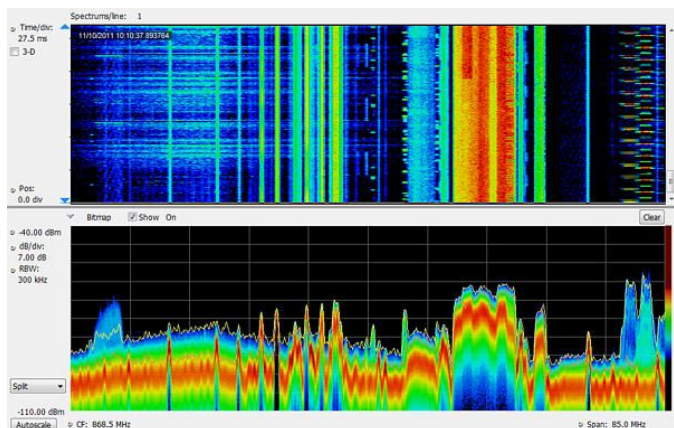 Spectrums/line: 1
Time/div:
27.5 ms
3-D
11/10/2011 10:10:37.893764
Pos:
0.0 div
Bitmap Show On Clear
-40.00 dBm
dB/div:
7.00 dB
RBW:
300 kHz
Split
-110.00 dBm
Autoscale CF: 868.5 MHz Span: 85.0 MHz